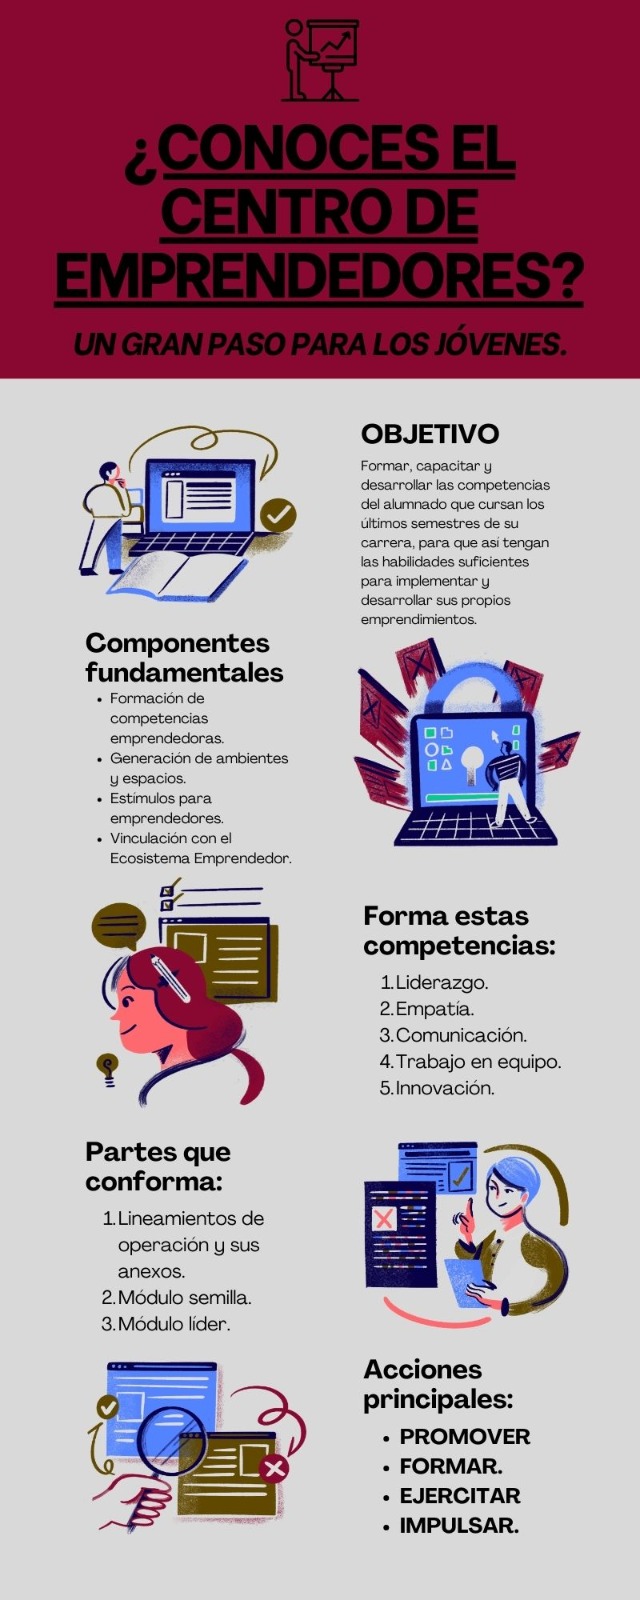 ¿CONOCES EL
CENTRO DE
EMPRENDEDORES?
UN GRAN PASO PARA LOS JÓVENES.
OBJETIVO
Formar, capacitar y
desarrollar las competencias
del alumnado que cursan los
últimos semestres de su
carrera, para que así tengan
las habilidades suficientes
para implementar y
desarrollar sus propios
emprendimientos.
Componentes
fundamentales
• Formación de
competencias
emprendedoras.
• Generación de ambientes
y espacios.
• Estímulos para
emprendedores.
• Vinculación con el
Ecosistema Emprendedor.
Forma estas
competencias:
1. Liderazgo.
2. Empatía.
3. Comunicación.
4. Trabajo en equipo.
5. Innovación.
Partes que
conforma:
1. Lineamientos de
operación y sus
anexos.
2. Módulo semilla.
3. Módulo líder.
Acciones
principales:
• PROMOVER
• FORMAR.
• EJERCITAR
• IMPULSAR.